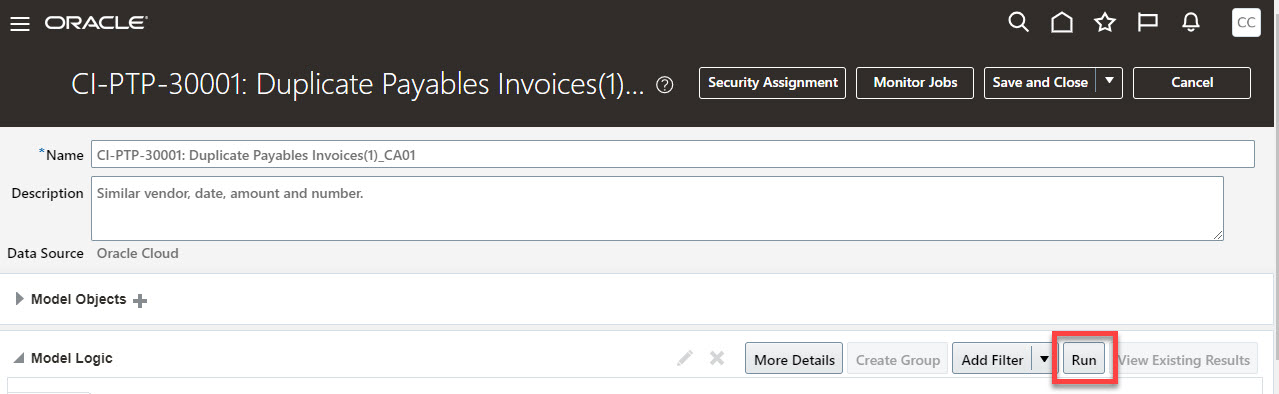 ORACLE
CC
CI-PTP-30001: Duplicate Payables Invoices(1)...
Security Assignment
Monitor Jobs
Save and Close
Cancel
*Name
CI-PTP-30001: Duplicate Payables Invoices(1)_CA01
Description
Similar vendor, date, amount and number.
Data Source Oracle Cloud
Model Objects
Model Logic
More Details
Create Group
Add Filter
Run
View Existing Results